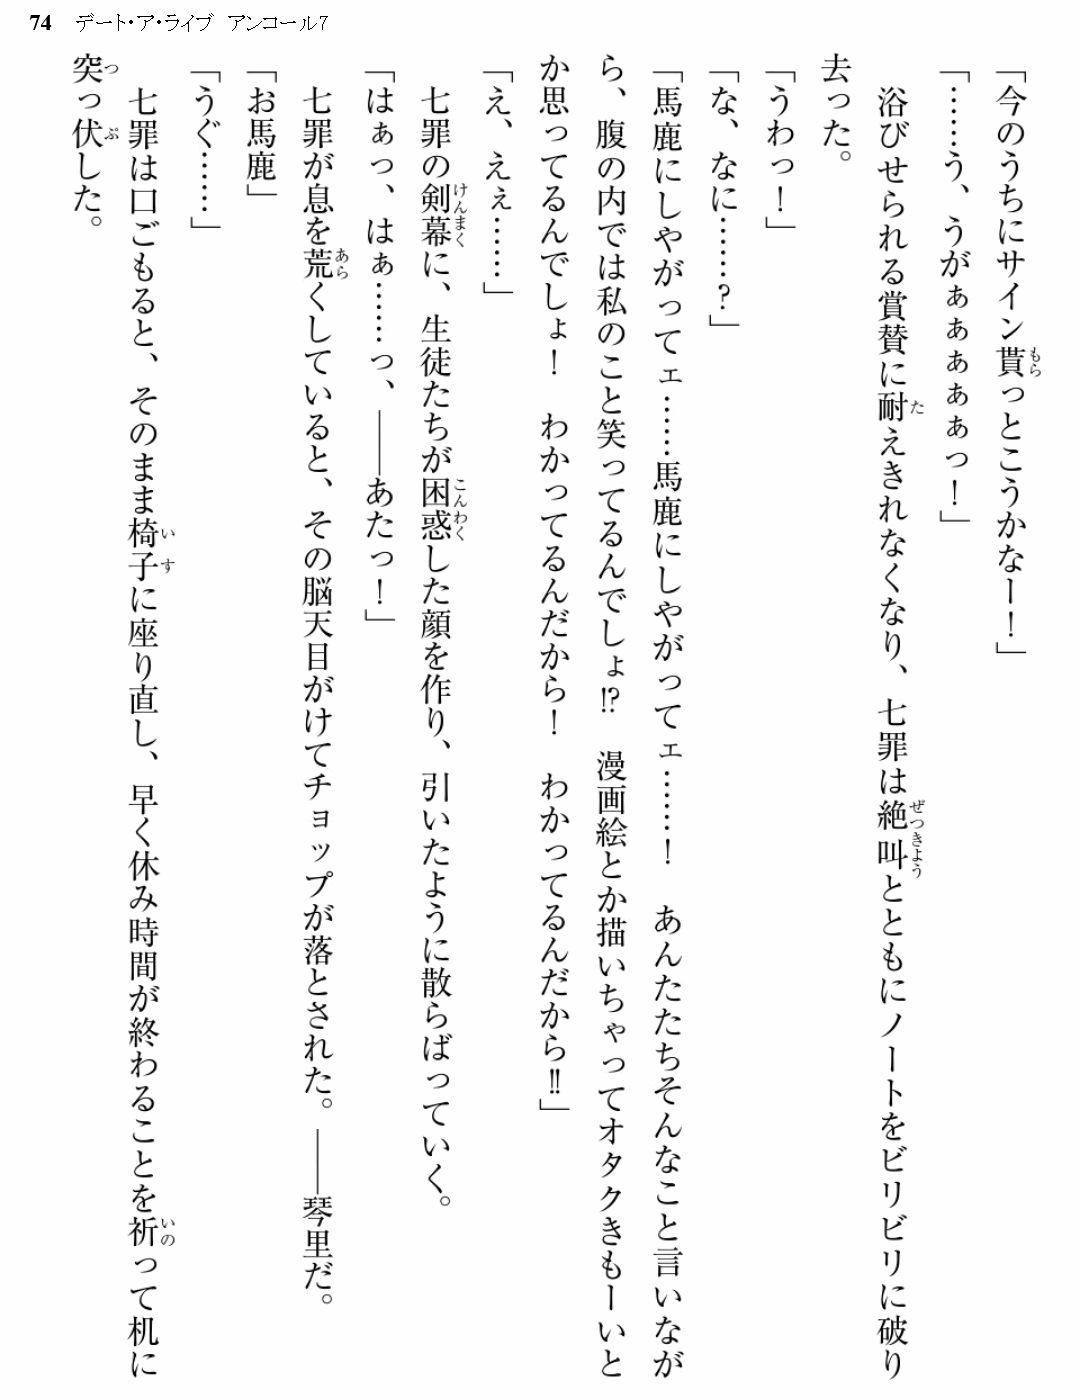 74 デート・ア・ライブ アンコール7
「今のうちにサイン貰っとこうかなー！」
「……う、うがぁぁぁぁぁっ！」
　浴びせられる賞賛に耐えきれなくなり、七罪は絶叫とともにノートをビリビリに破り
去った。
「うわっ！」
「な、なに……？」
「馬鹿にしやがってェ……馬鹿にしやがってェ……！　あんたたちそんなこと言いなが
ら、腹の内では私のこと笑ってるんでしょ!?　漫画絵とか描いちゃってオタクきもーいと
か思ってるんでしょ！　わかってるんだから！　わかってるんだから!!」
「え、えぇ……」
　七罪の剣幕に、生徒たちが困惑した顔を作り、引いたように散らばっていく。
「はぁっ、はぁ……っ、――あたっ！」
　七罪が息を荒くしていると、その脳天目がけてチョップが落とされた。――琴里だ。
「お馬鹿」
「うぐ……」
　七罪は口ごもると、そのまま椅子に座り直し、早く休み時間が終わることを祈って机に
突っ伏した。